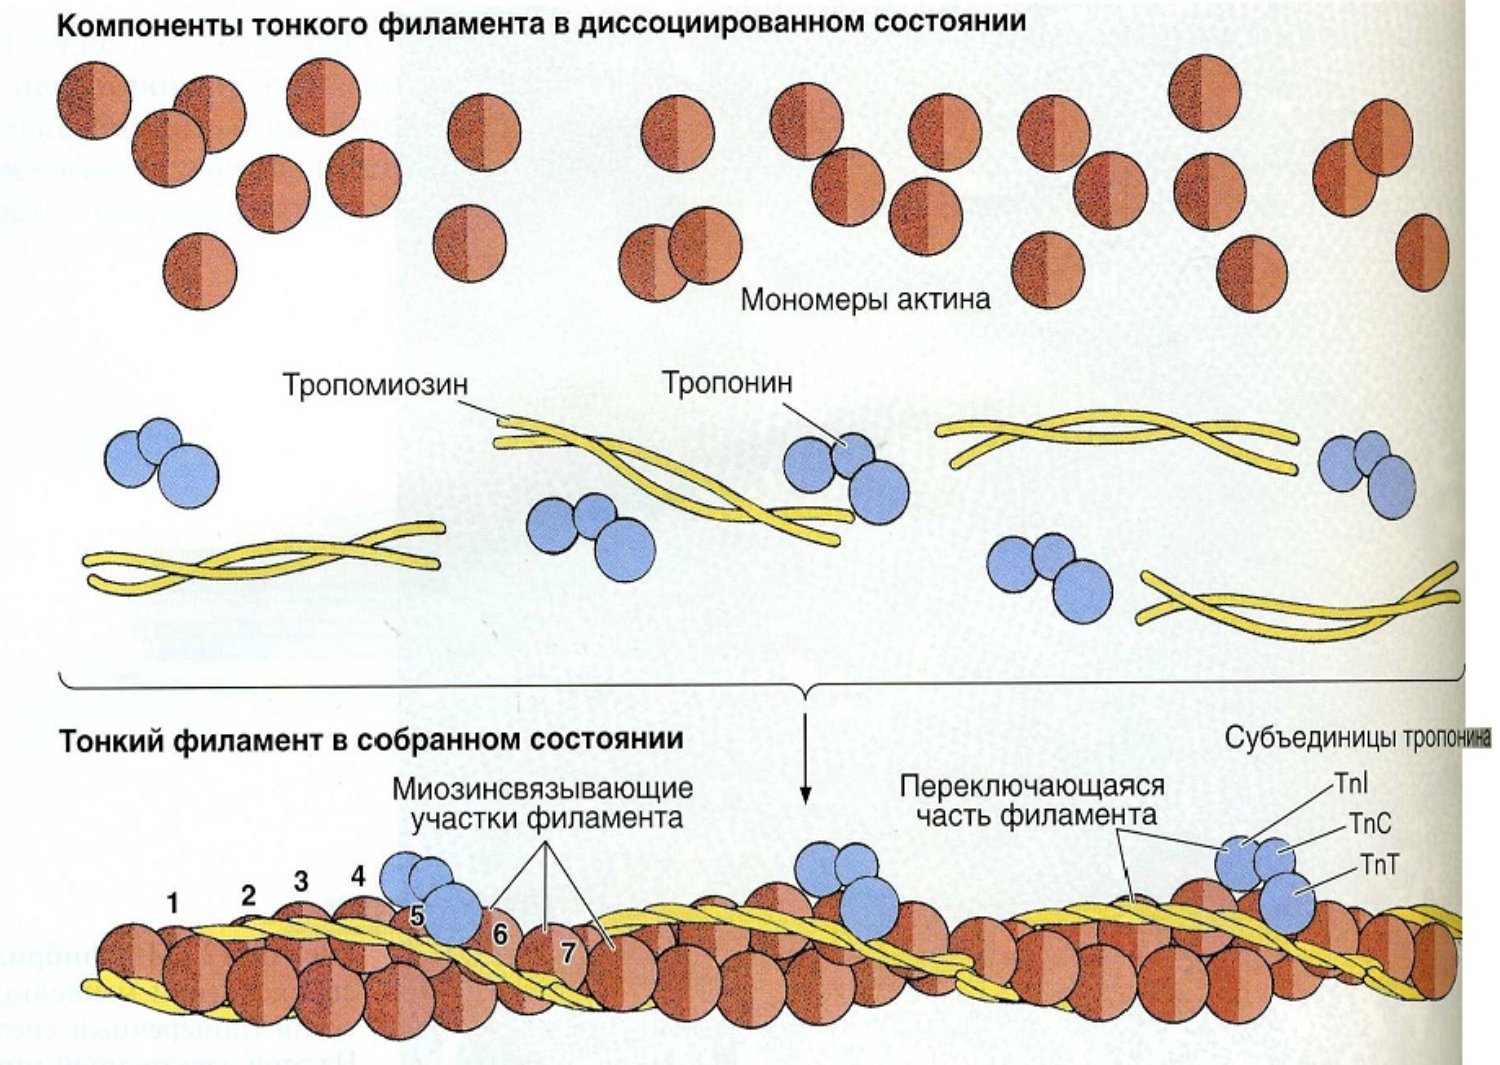 Компоненты тонкого филамента в диссоциированном состоянии
Мономеры актина
Тропомиозин
Тропонин
Тонкий филамент в собранном состоянии
Субъединицы тропонина
Миозинсвязывающие
участки филамента
Переключающаяся
часть филамента
TnI
TnC
TnT
1
2
3
4
5
6
7